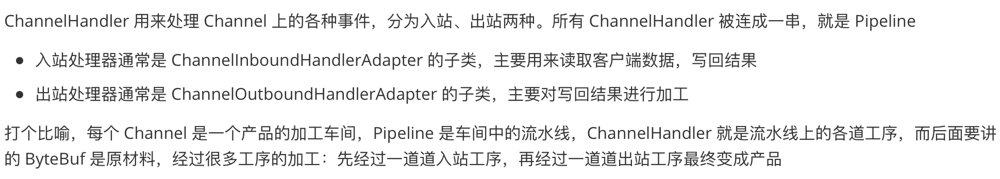 ChannelHandler 用来处理 Channel 上的各种事件，分为入站、出站两种。所有 ChannelHandler 被连成一串，就是 Pipeline
● 入站处理器通常是 ChannelInboundHandlerAdapter 的子类，主要用来读取客户端数据，写回结果
● 出站处理器通常是 ChannelOutboundHandlerAdapter 的子类，主要对写回结果进行加工
打个比喻，每个 Channel 是一个产品的加工车间，Pipeline 是车间中的流水线，ChannelHandler 就是流水线上的各道工序，而后面要讲
的 ByteBuf 是原材料，经过很多工序的加工：先经过一道道入站工序，再经过一道道出站工序最终变成产品